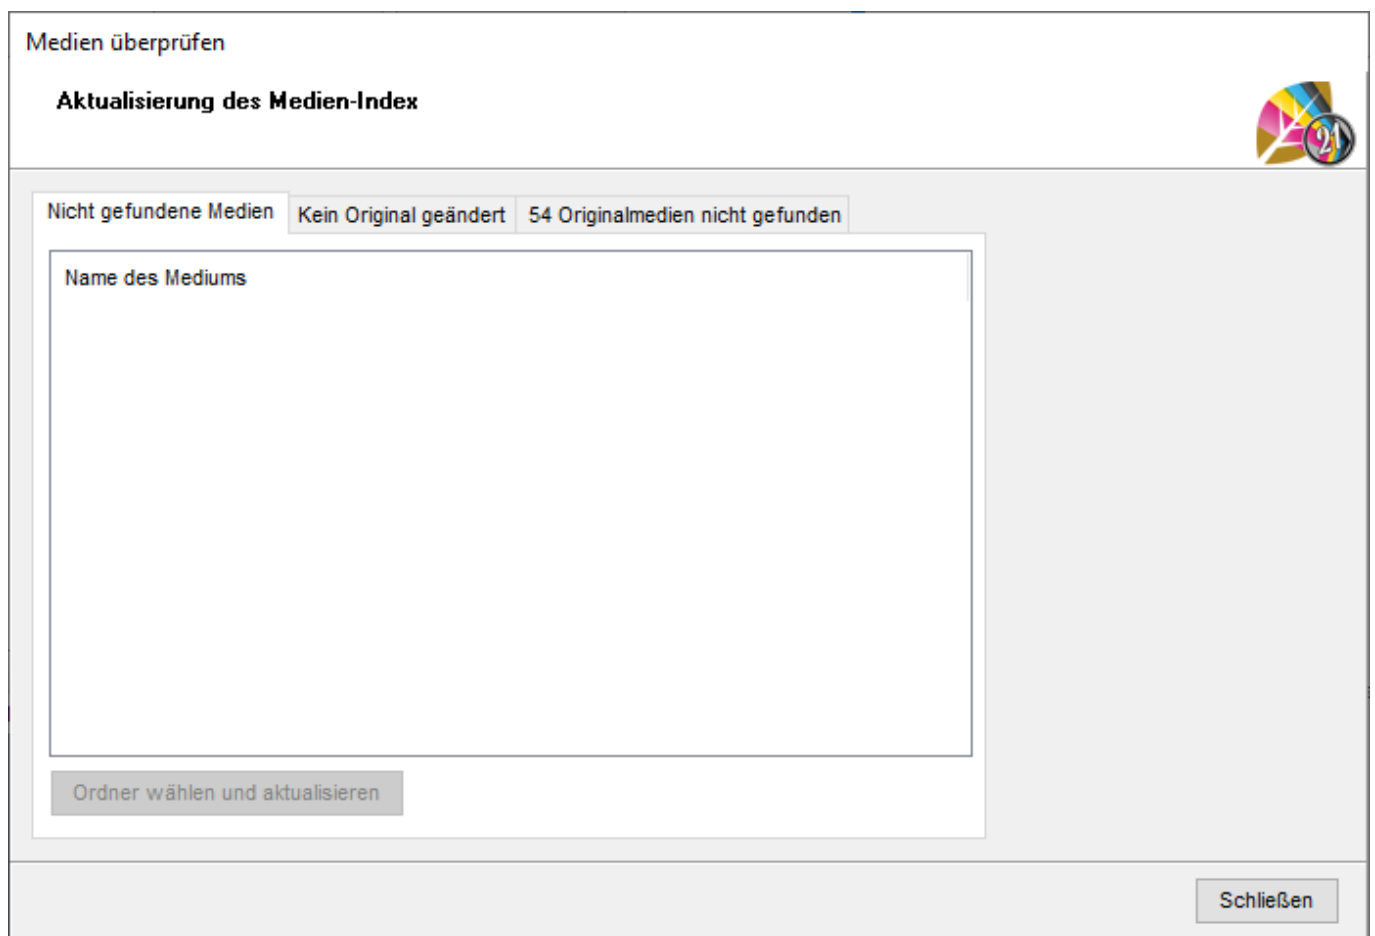 Medien überprüfen
Aktualisierung des Medien-Index
21
Nicht gefundene Medien
Kein Original geändert
54 Originalmedien nicht gefunden
Name des Mediums
Ordner wählen und aktualisieren
Schließen